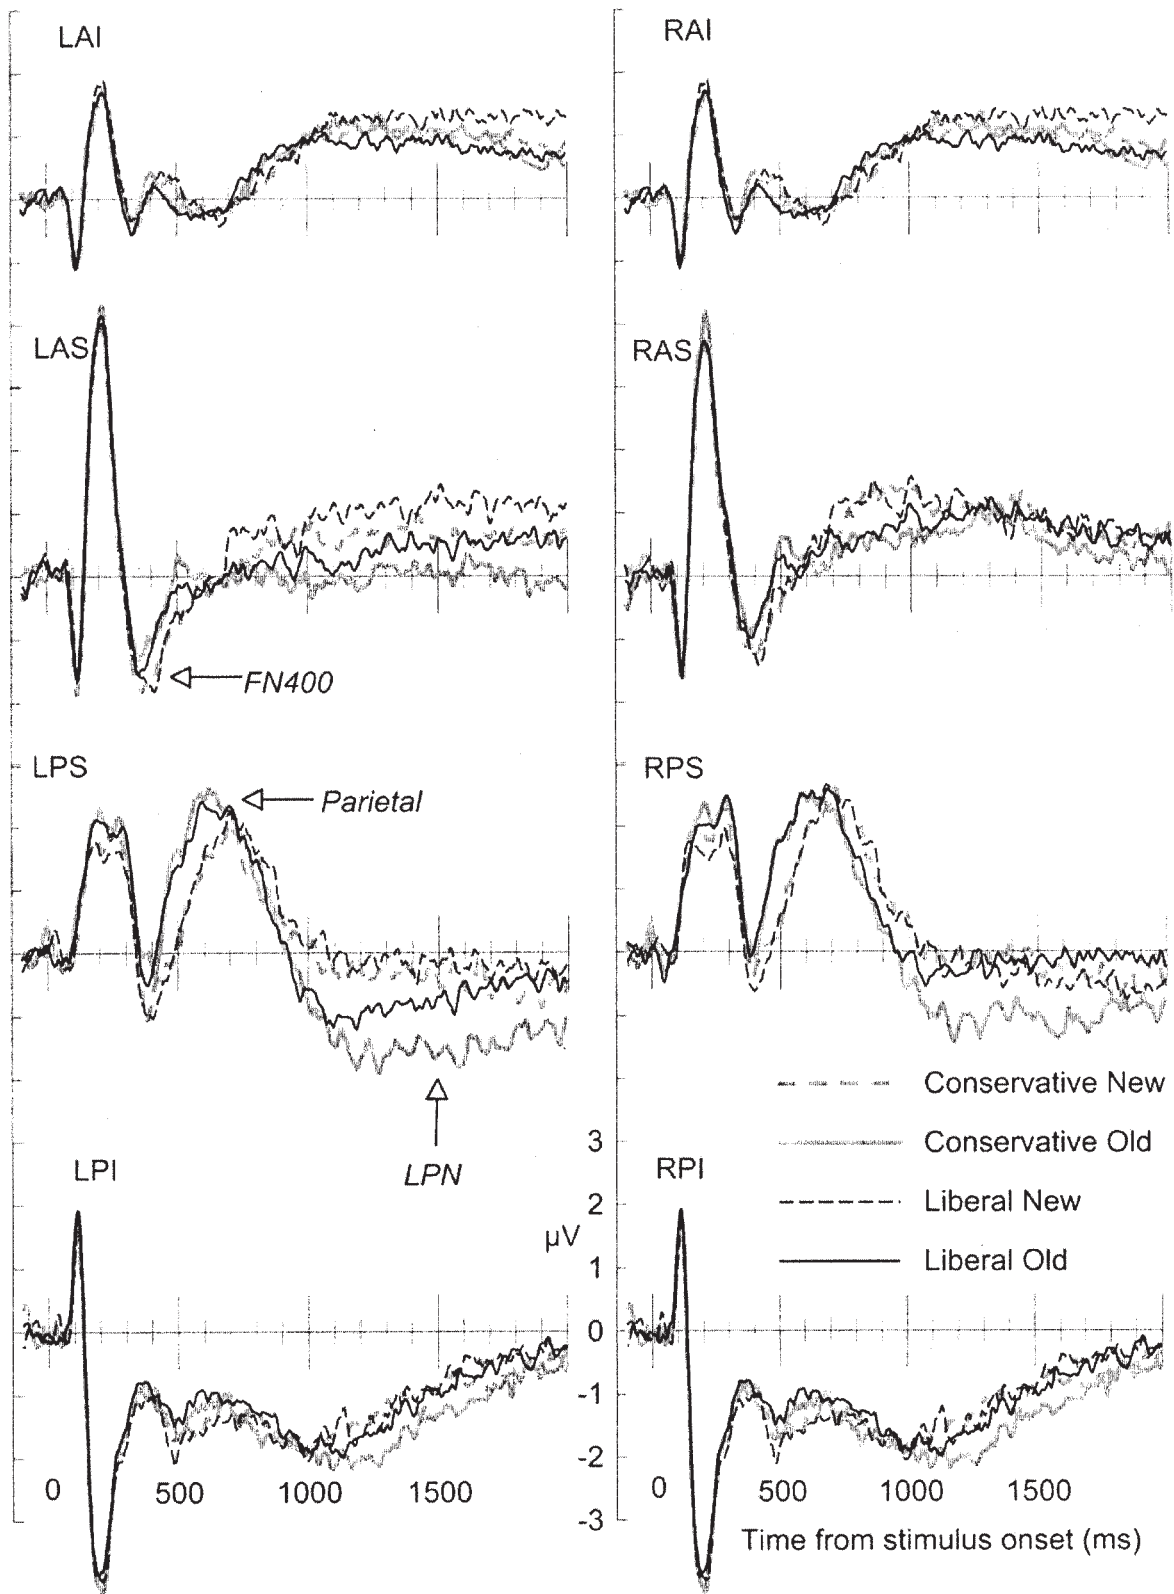 LAI
RAI
LAS
RAS
FN400
LPS
RPS
Parietal
Conservative New
Conservative Old
Liberal New
Liberal Old
LPN
LPI
RPI
3
2
µV
1
0
-1
-2
-3
0 500 1000 1500
0 500 1000 1500
Time from stimulus onset (ms)